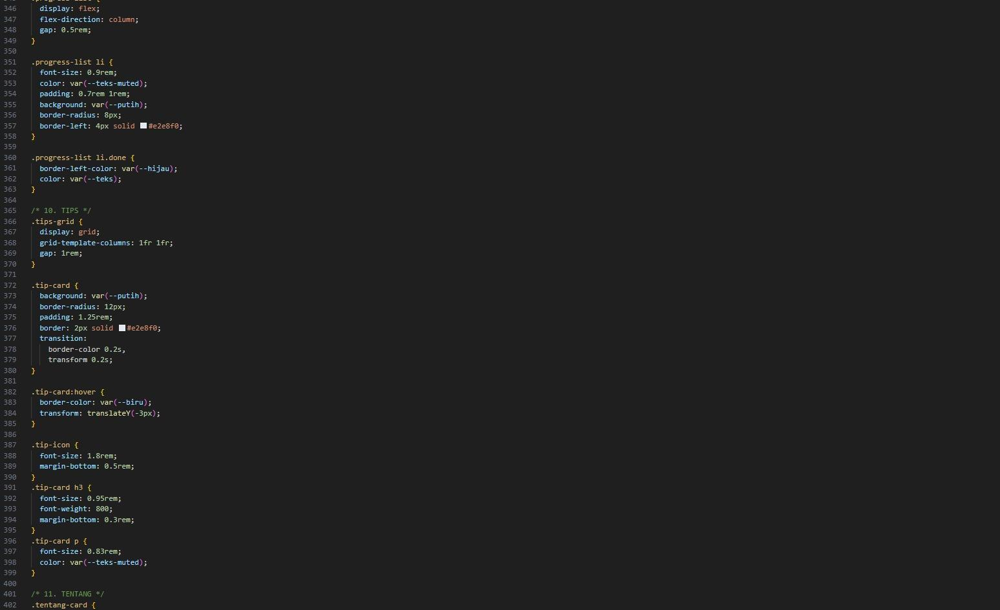 346 display: flex;
347 flex-direction: column;
348 gap: 0.5rem;
349 }
350
351 .progress-list li {
352 font-size: 0.9rem;
353 color: var(--teks-muted);
354 padding: 0.7rem 1rem;
355 background: var(--putih);
356 border-radius: 8px;
357 border-left: 4px solid #e2e8f0;
358 }
359
360 .progress-list li.done {
361 border-left-color: var(--hijau);
362 color: var(--teks);
363 }
364
365 /* 10. TIPS */
366 .tips-grid {
367 display: grid;
368 grid-template-columns: 1fr 1fr;
369 gap: 1rem;
370 }
371
372 .tip-card {
373 background: var(--putih);
374 border-radius: 12px;
375 padding: 1.25rem;
376 border: 2px solid #e2e8f0;
377 transition:
378 border-color 0.2s,
379 transform 0.2s;
380 }
381
382 .tip-card:hover {
383 border-color: var(--biru);
384 transform: translateY(-3px);
385 }
386
387 .tip-icon {
388 font-size: 1.8rem;
389 margin-bottom: 0.5rem;
390 }
391 .tip-card h3 {
392 font-size: 0.95rem;
393 font-weight: 800;
394 margin-bottom: 0.3rem;
395 }
396 .tip-card p {
397 font-size: 0.83rem;
398 color: var(--teks-muted);
399 }
400
401 /* 11. TENTANG */
402 .tentang-card {